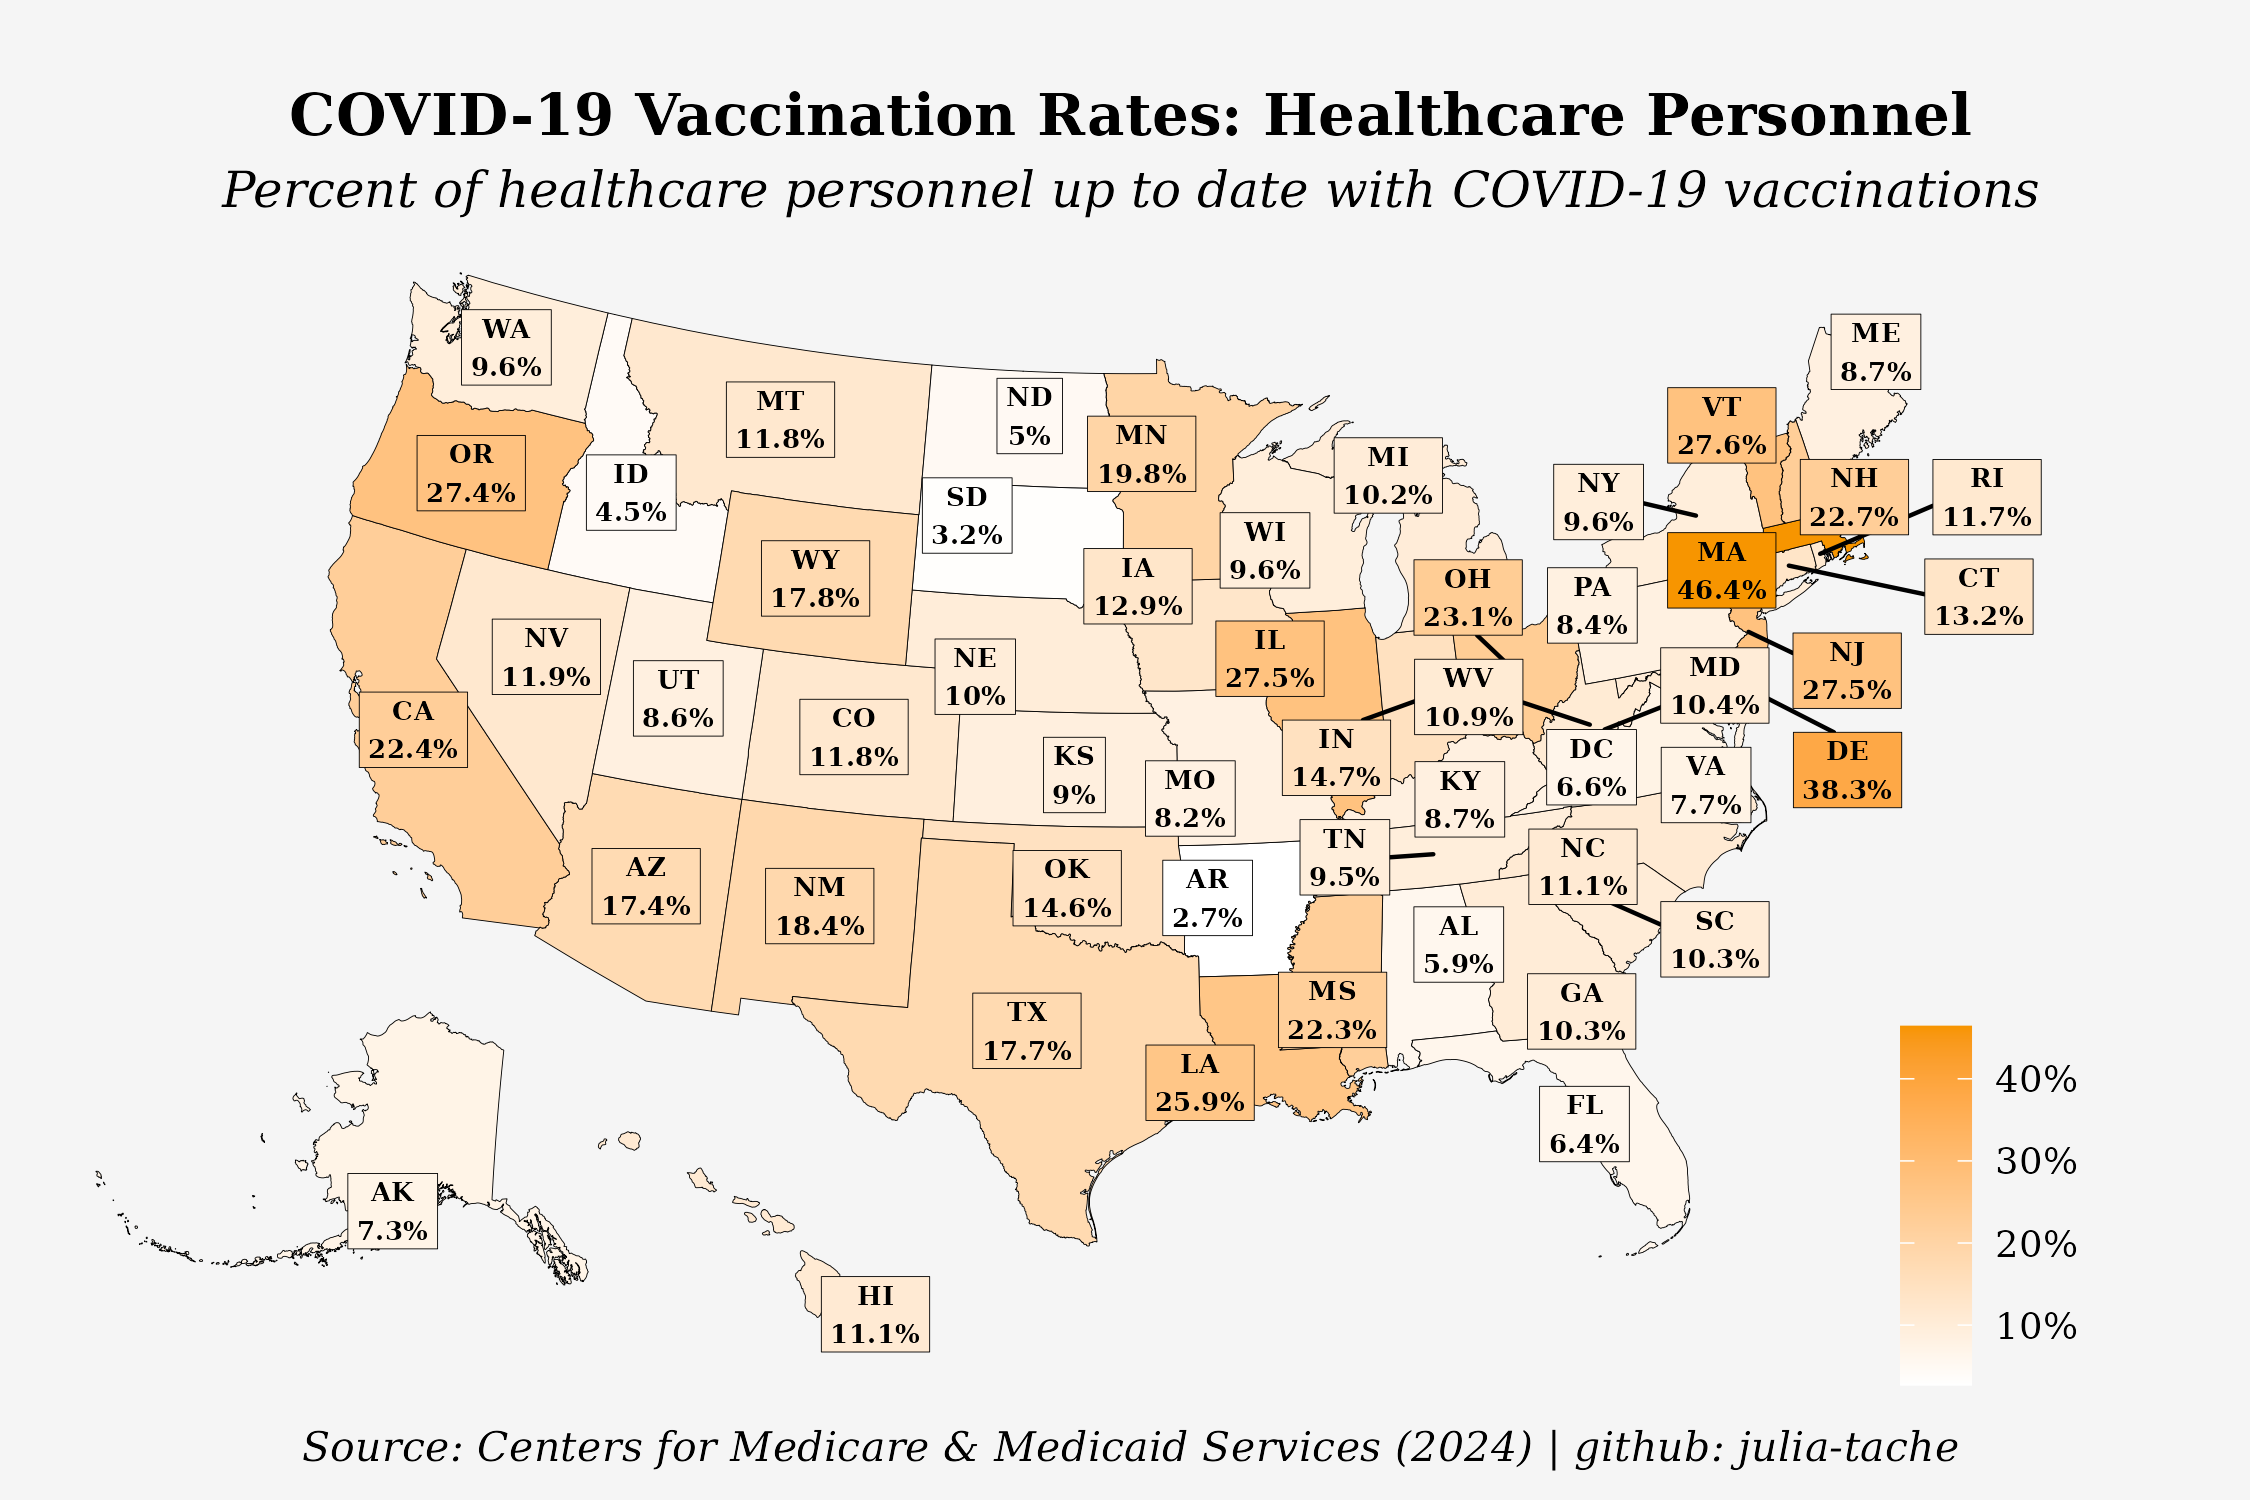 COVID-19 Vaccination Rates: Healthcare Personnel
Percent of healthcare personnel up to date with COVID-19 vaccinations
WA
9.6%
ME
8.7%
MT
11.8%
ND
5%
VT
27.6%
MN
19.8%
OR
27.4%
MI
10.2%
ID
4.5%
NY
9.6%
NH
22.7%
RI
11.7%
SD
3.2%
WI
9.6%
WY
17.8%
IA
12.9%
MA
46.4%
OH
23.1%
PA
8.4%
CT
13.2%
NV
11.9%
IL
27.5%
NJ
27.5%
NE
10%
UT
8.6%
MD
10.4%
WV
10.9%
CA
22.4%
CO
11.8%
IN
14.7%
DC
6.6%
DE
38.3%
KS
9%
VA
7.7%
MO
8.2%
KY
8.7%
TN
9.5%
NC
11.1%
AZ
17.4%
OK
14.6%
AR
2.7%
NM
18.4%
SC
10.3%
AL
5.9%
MS
22.3%
GA
10.3%
TX
17.7%
LA
25.9%
FL
6.4%
AK
7.3%
HI
11.1%
40%
30%
20%
10%
Source: Centers for Medicare & Medicaid Services (2024) | github: julia-tache